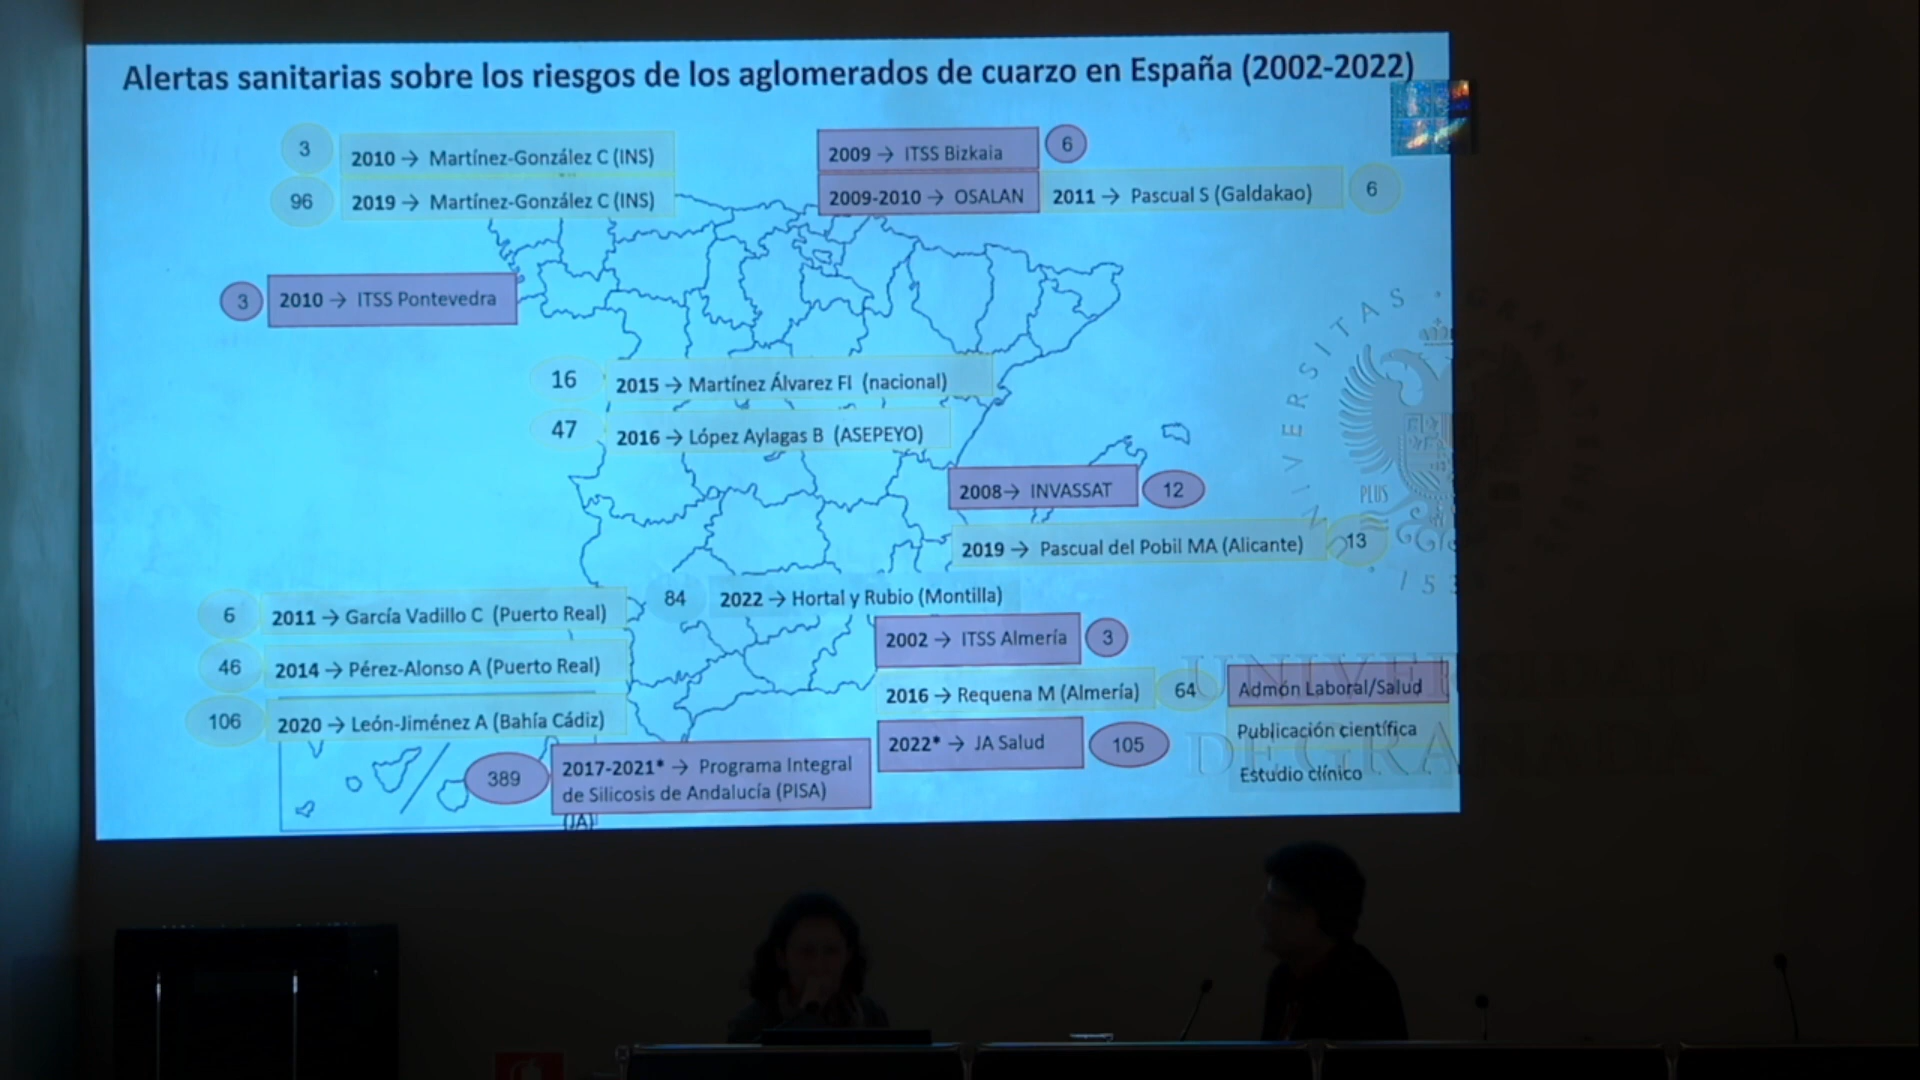 Alertas sanitarias sobre los riesgos de los aglomerados de cuarzo en España (2002-2022)
3 2010 → Martínez-González C (INS)
96 2019 → Martínez-González C (INS)
2009 → ITSS Bizkaia 6
2009-2010 → OSALAN 2011 → Pascual S (Galdakao) 6
3 2010 → ITSS Pontevedra
16 2015 → Martínez Álvarez FI (nacional)
47 2016 → López Aylagas B (ASEPEYO)
2008→ INVASSAT 12
2019 → Pascual del Pobil MA (Alicante) 13
6 2011 → García Vadillo C (Puerto Real)
46 2014 → Pérez-Alonso A (Puerto Real)
106 2020 → León-Jiménez A (Bahía Cádiz)
84 2022 → Hortal y Rubio (Montilla)
2002 → ITSS Almería 3
2016 → Requena M (Almería) 64
2022* → JA Salud 105
389 2017-2021* → Programa Integral
de Silicosis de Andalucía (PISA)
(JA)
Admón Laboral/Salud
Publicación científica
Estudio clínico
UNIVERSITAS
PLUS
UNIVERSIDAD
DE GRANADA